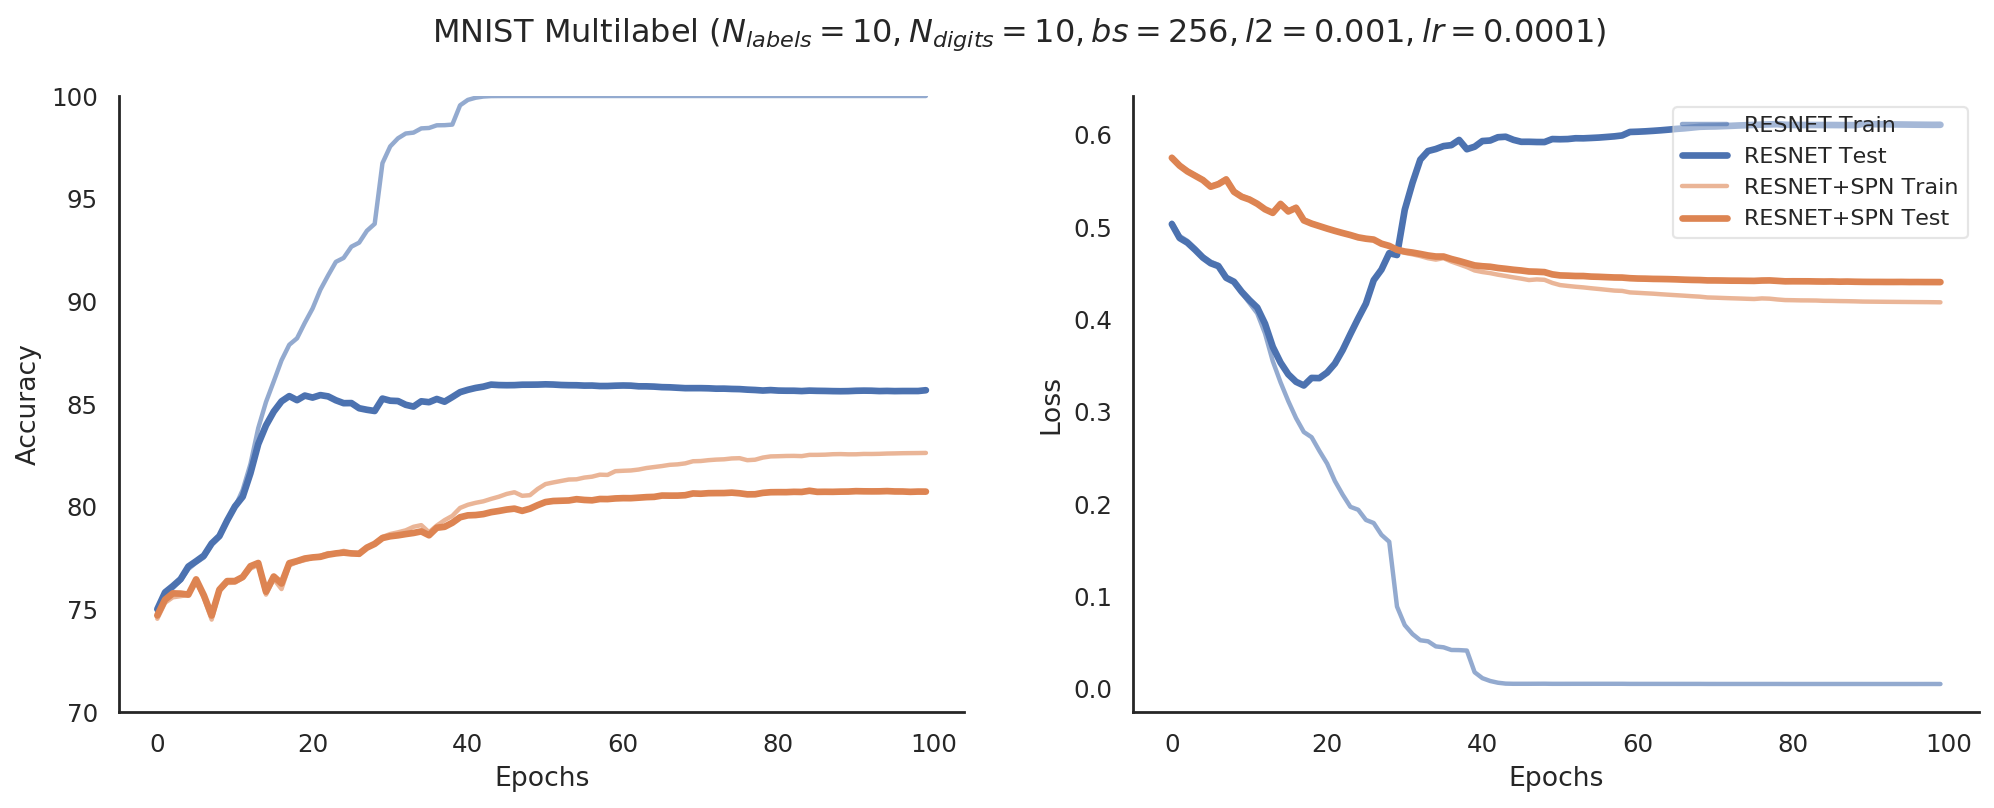 MNIST Multilabel (N_labels = 10, N_digits = 10, bs = 256, l2 = 0.001, lr = 0.0001)
100
95
90
85
80
75
70
Accuracy
0 20 40 60 80 100
Epochs
0.6
0.5
0.4
0.3
0.2
0.1
0.0
Loss
RESNET Train
RESNET Test
RESNET+SPN Train
RESNET+SPN Test
0 20 40 60 80 100
Epochs